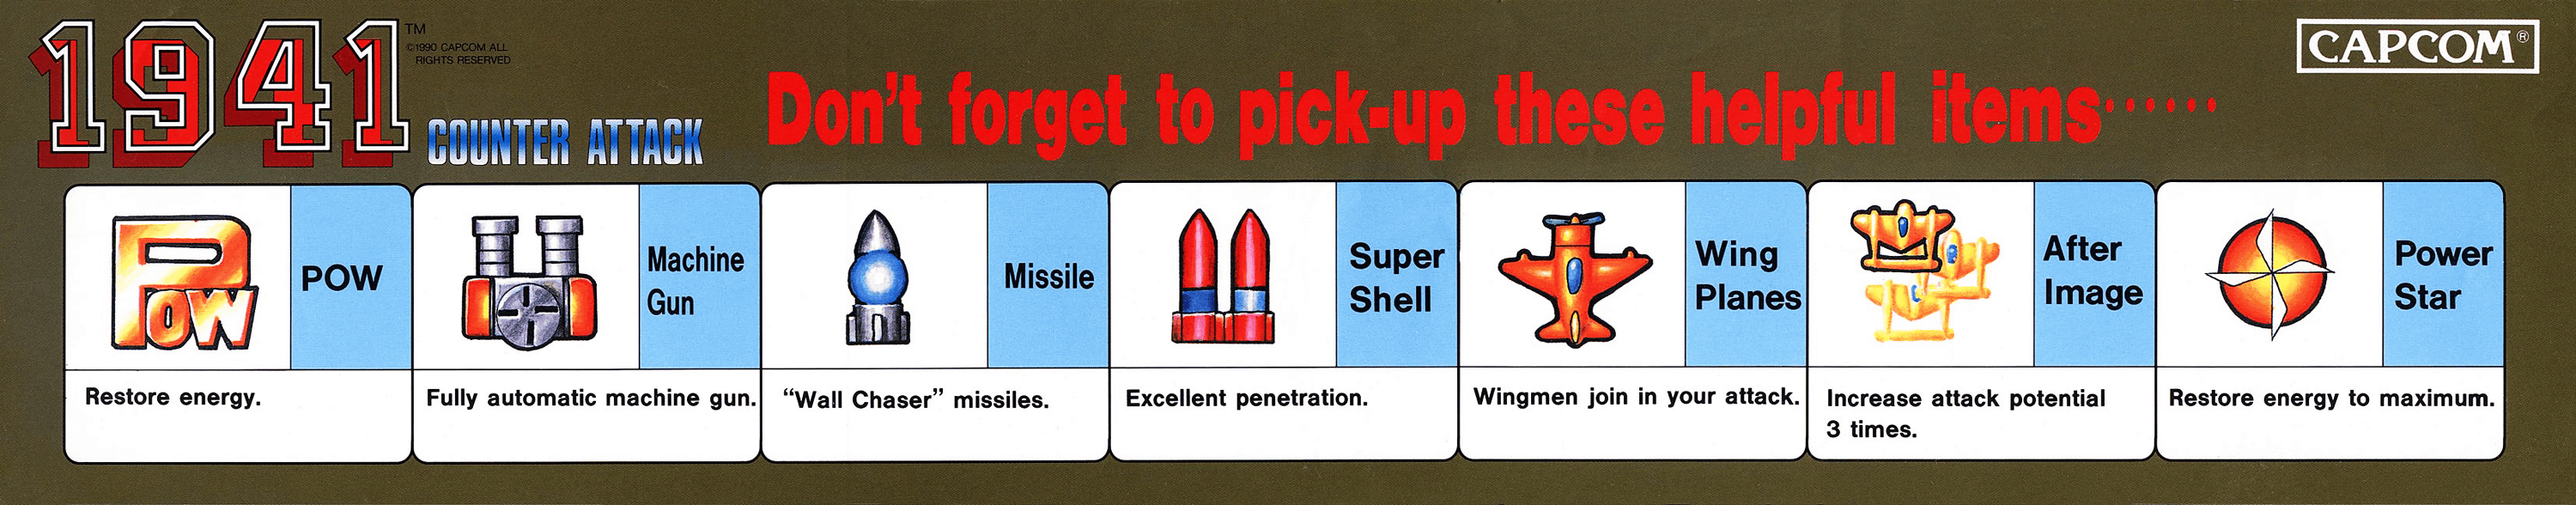 1941™
©1990 CAPCOM ALL
RIGHTS RESERVED
COUNTER ATTACK
Don't forget to pick-up these helpful items······
CAPCOM®
POW
POW
Restore energy.
Machine
Gun
Fully automatic machine gun.
Missile
“Wall Chaser” missiles.
Super
Shell
Excellent penetration.
Wing
Planes
Wingmen join in your attack.
After
Image
Increase attack potential
3 times.
Power
Star
Restore energy to maximum.